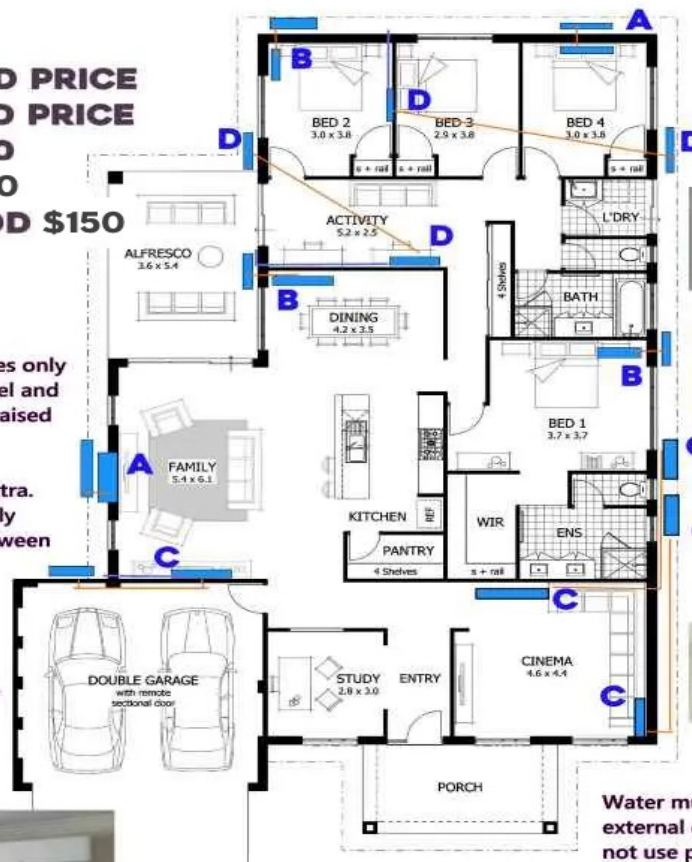 D PRICE
D PRICE
0
0
OD $150
A
B
BED 2
3.0 x 3.8
D
BED 3
2.9 x 3.8
BED 4
3.0 x 3.8
D
D
s + rail
s + rail
s + rail
ACTIVITY
5.2 x 2.5
L'DRY
ALFRESCO
3.6 x 5.4
D
4 Shelves
B
BATH
DINING
4.2 x 3.5
es only
el and
aised
B
BED 1
3.7 x 3.7
A
FAMILY
5.4 x 6.1
tra.
ly
ween
KITCHEN
REF
WIR
ENS
PANTRY
4 Shelves
s + rail
C
C
CINEMA
4.6 x 4.4
DOUBLE GARAGE
with remote
sectional door
STUDY
2.8 x 3.0
ENTRY
C
PORCH
Water mu
external
not use p